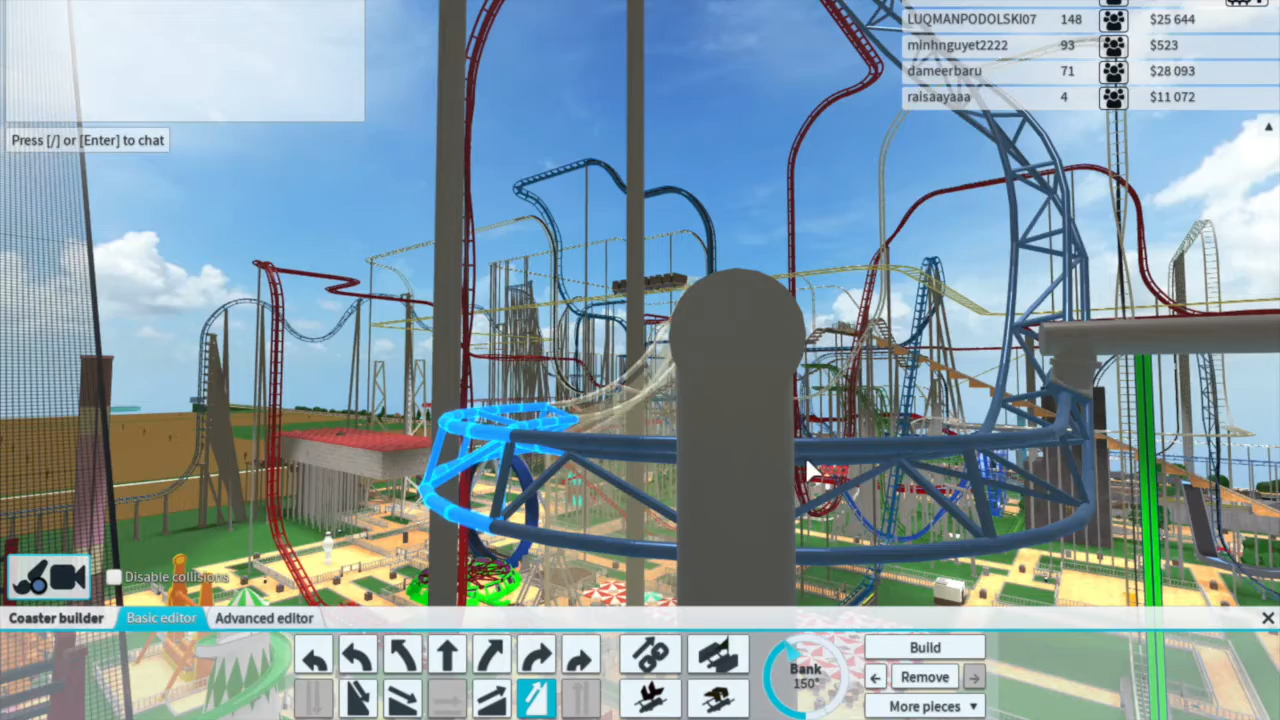 LUQMANPODOLSKI07 148 $25 644
minhnguyet2222 93 $523
dameerbaru 71 $28 093
raisaayaaa 4 $11 072
Press [/] or [Enter] to chat
Disable collisions
Coaster builder Basic editor Advanced editor
Bank
150°
Build
Remove
More pieces